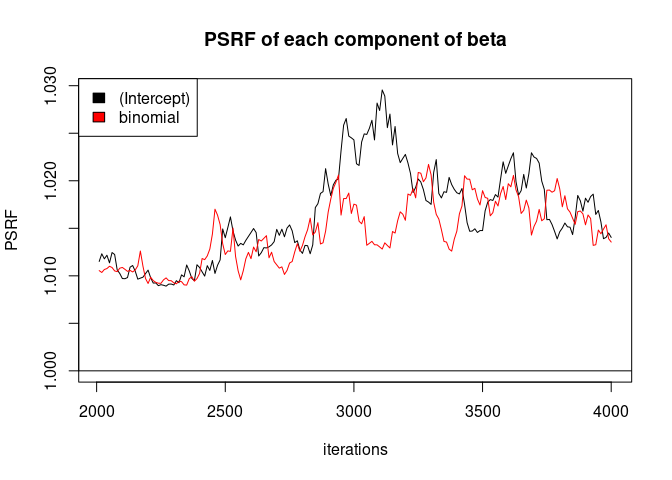 PSRF of each component of beta
(Intercept)
binomial
PSRF
1.030
1.020
1.010
1.000
2000 2500 3000 3500 4000
iterations